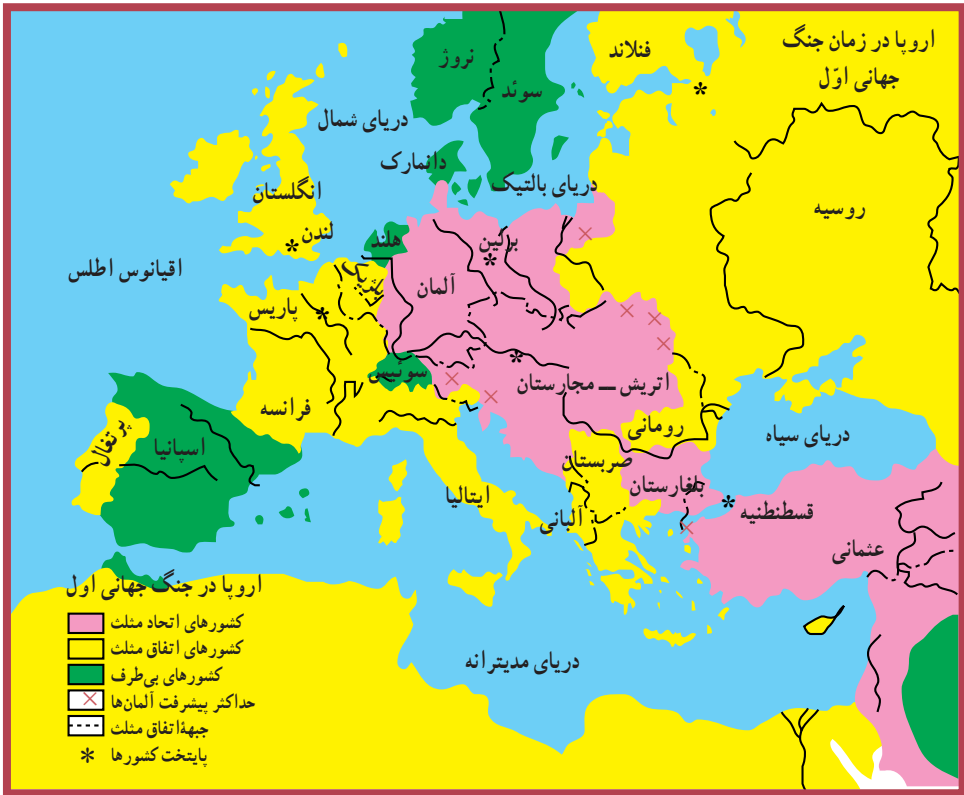 اروپا در زمان جنگ
جهانی اوّل
فنلاند
نروژ
سوئد
دریای شمال
دانمارک
دریای بالتیک
انگلستان
روسیه
لندن
هلند
برلین
اقیانوس اطلس
آلمان
بلژیک
پاریس
سوئیس
اتریش ــ مجارستان
فرانسه
رومانی
دریای سیاه
پرتغال
اسپانیا
صربستان
بلغارستان
ایتالیا
آلبانی
قسطنطنیه
عثمانی
دریای مدیترانه
اروپا در جنگ جهانی اول
کشورهای اتحاد مثلث
کشورهای اتفاق مثلث
کشورهای بی‌طرف
حداکثر پیشرفت آلمان‌ها
جبههٔ اتفاق مثلث
پایتخت کشورها